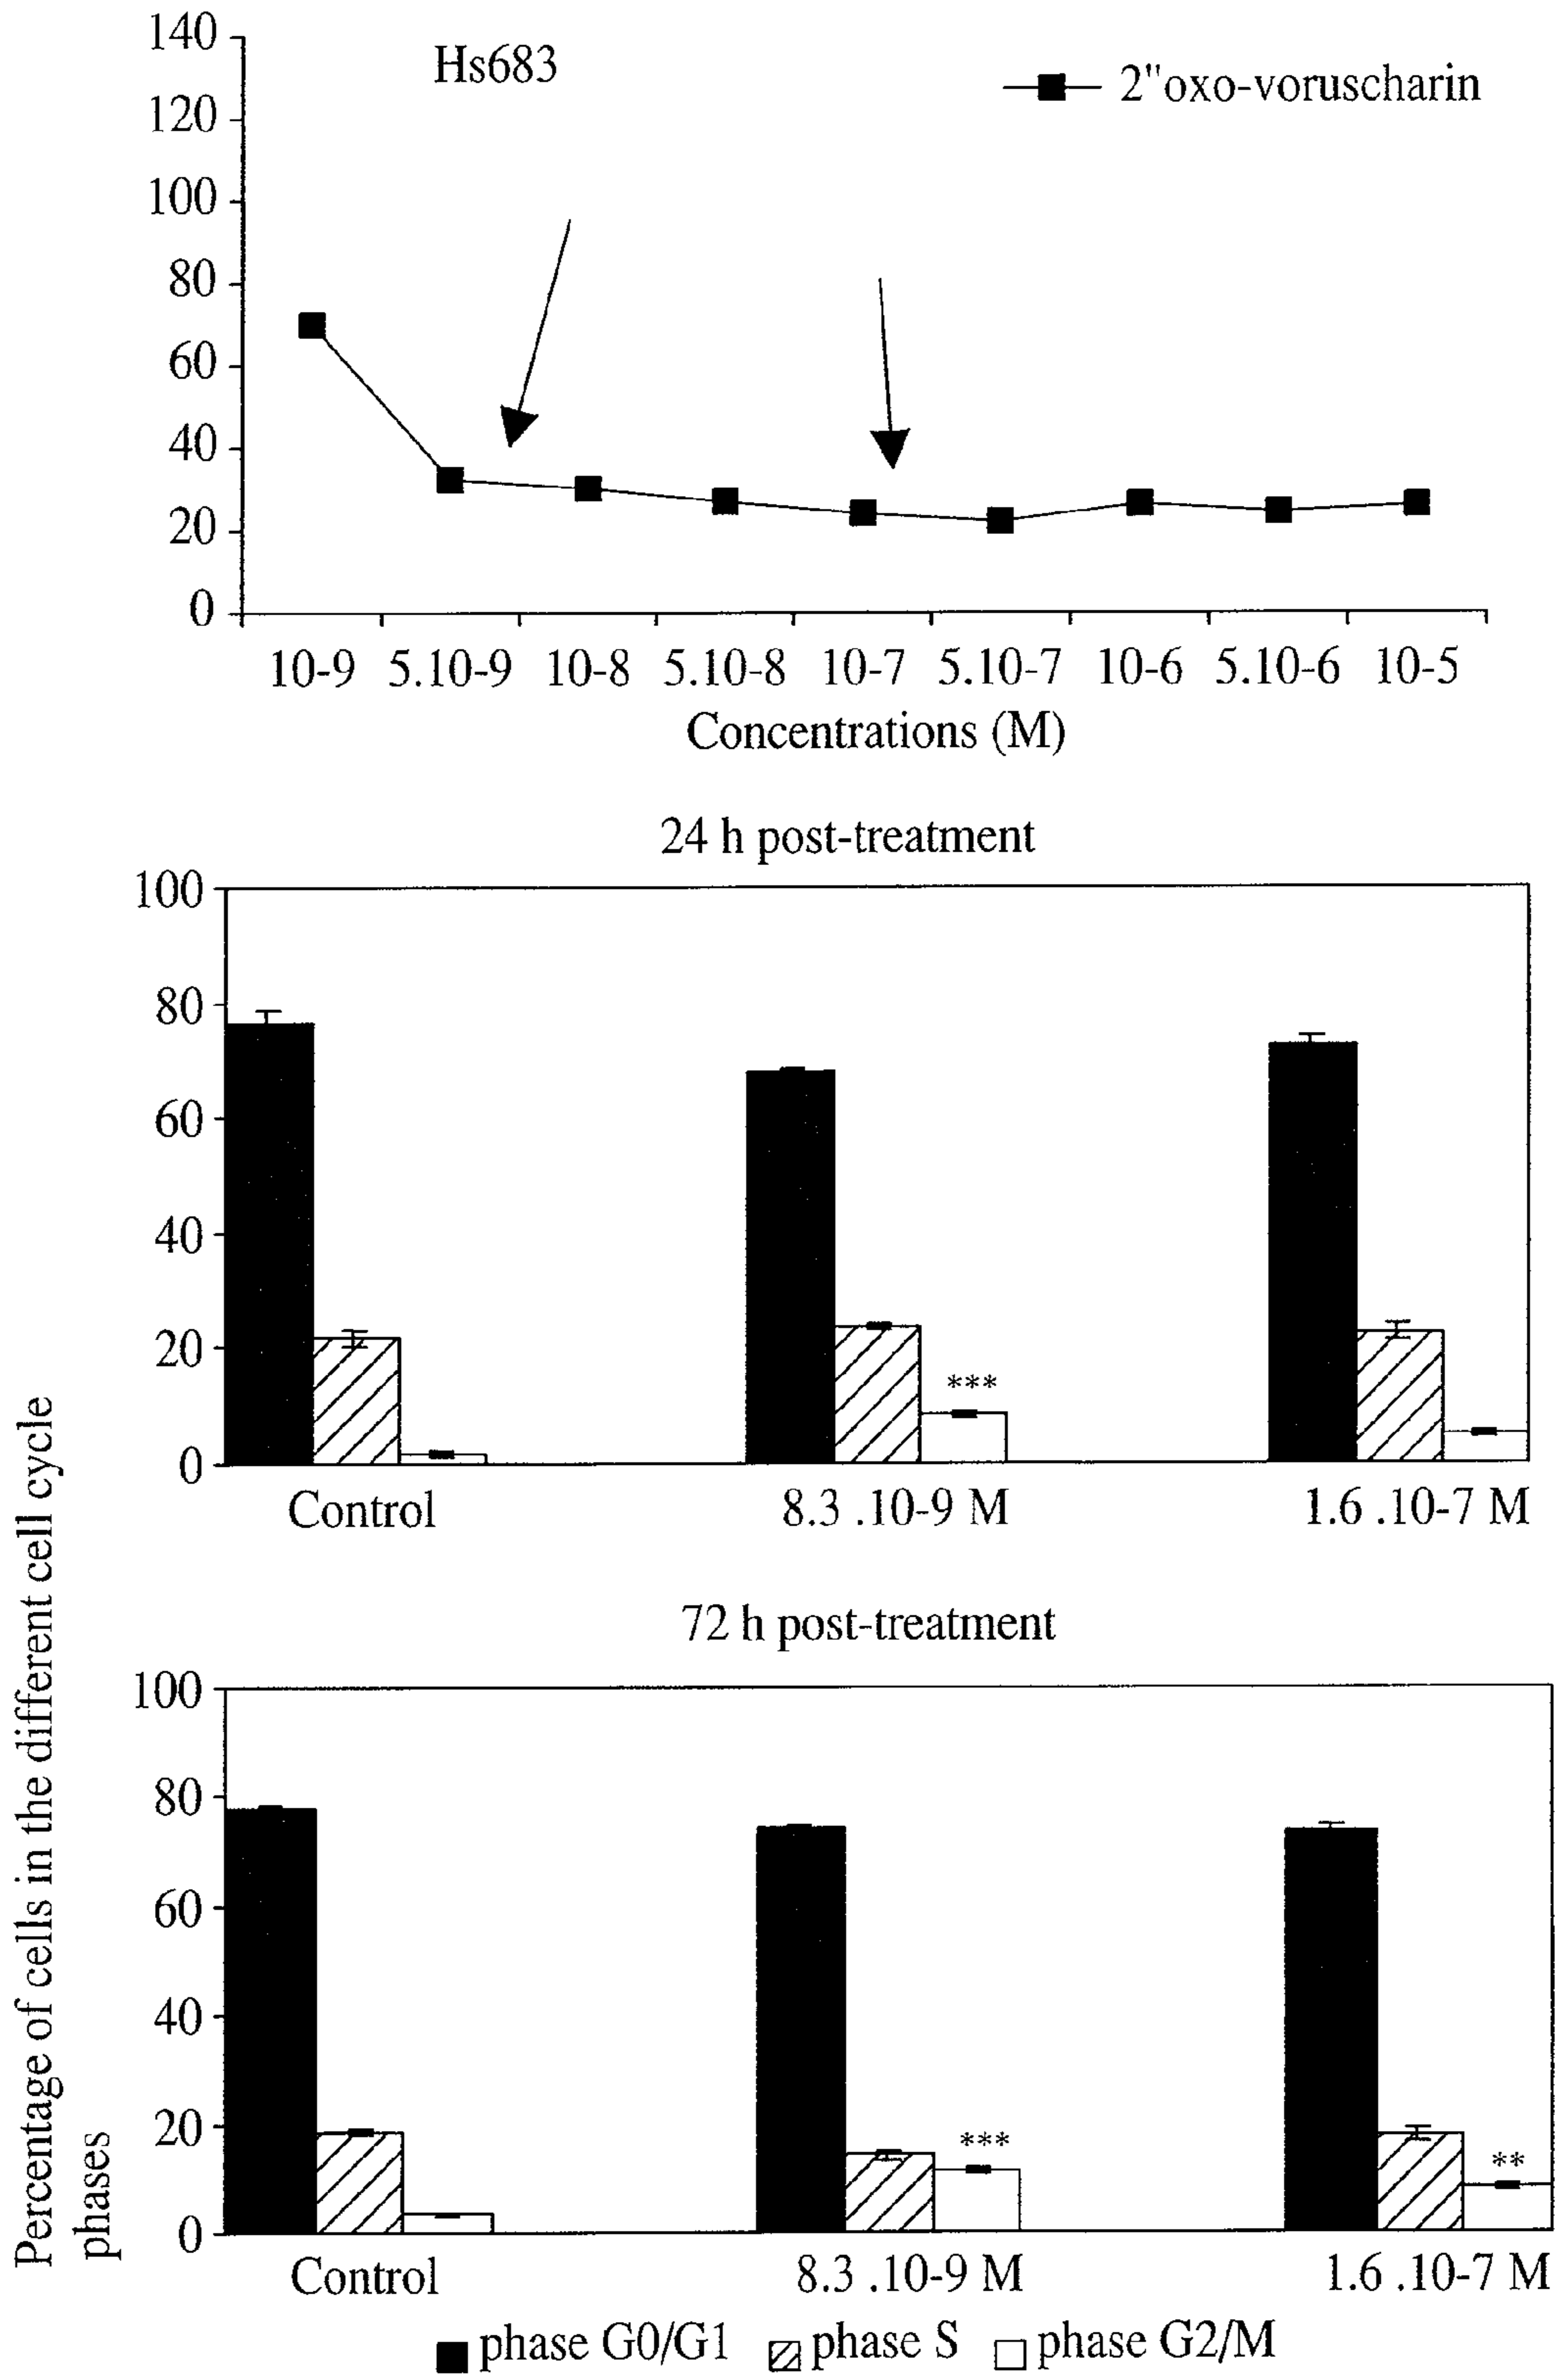 140
Hs683
2"oxo-voruscharin
120
100
80
60
40
20
0
10-9 5.10-9 10-8 5.10-8 10-7 5.10-7 10-6 5.10-6 10-5
Concentrations (M)
24 h post-treatment
100
80
60
40
20
***
0
Control 8.3 .10-9 M 1.6 .10-7 M
72 h post-treatment
100
80
60
40
20
***
**
0
Control 8.3 .10-9 M 1.6 .10-7 M
Percentage of cells in the different cell cycle
phases
phase G0/G1 phase S phase G2/M